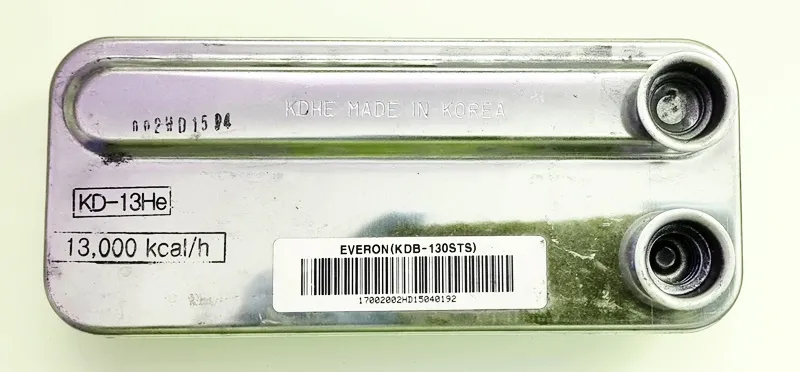 KDHE MADE IN KOREA
002HD1504
KD-13He
13,000 kcal/h
EVERON(KDB-130STS)
17002002HD15040192